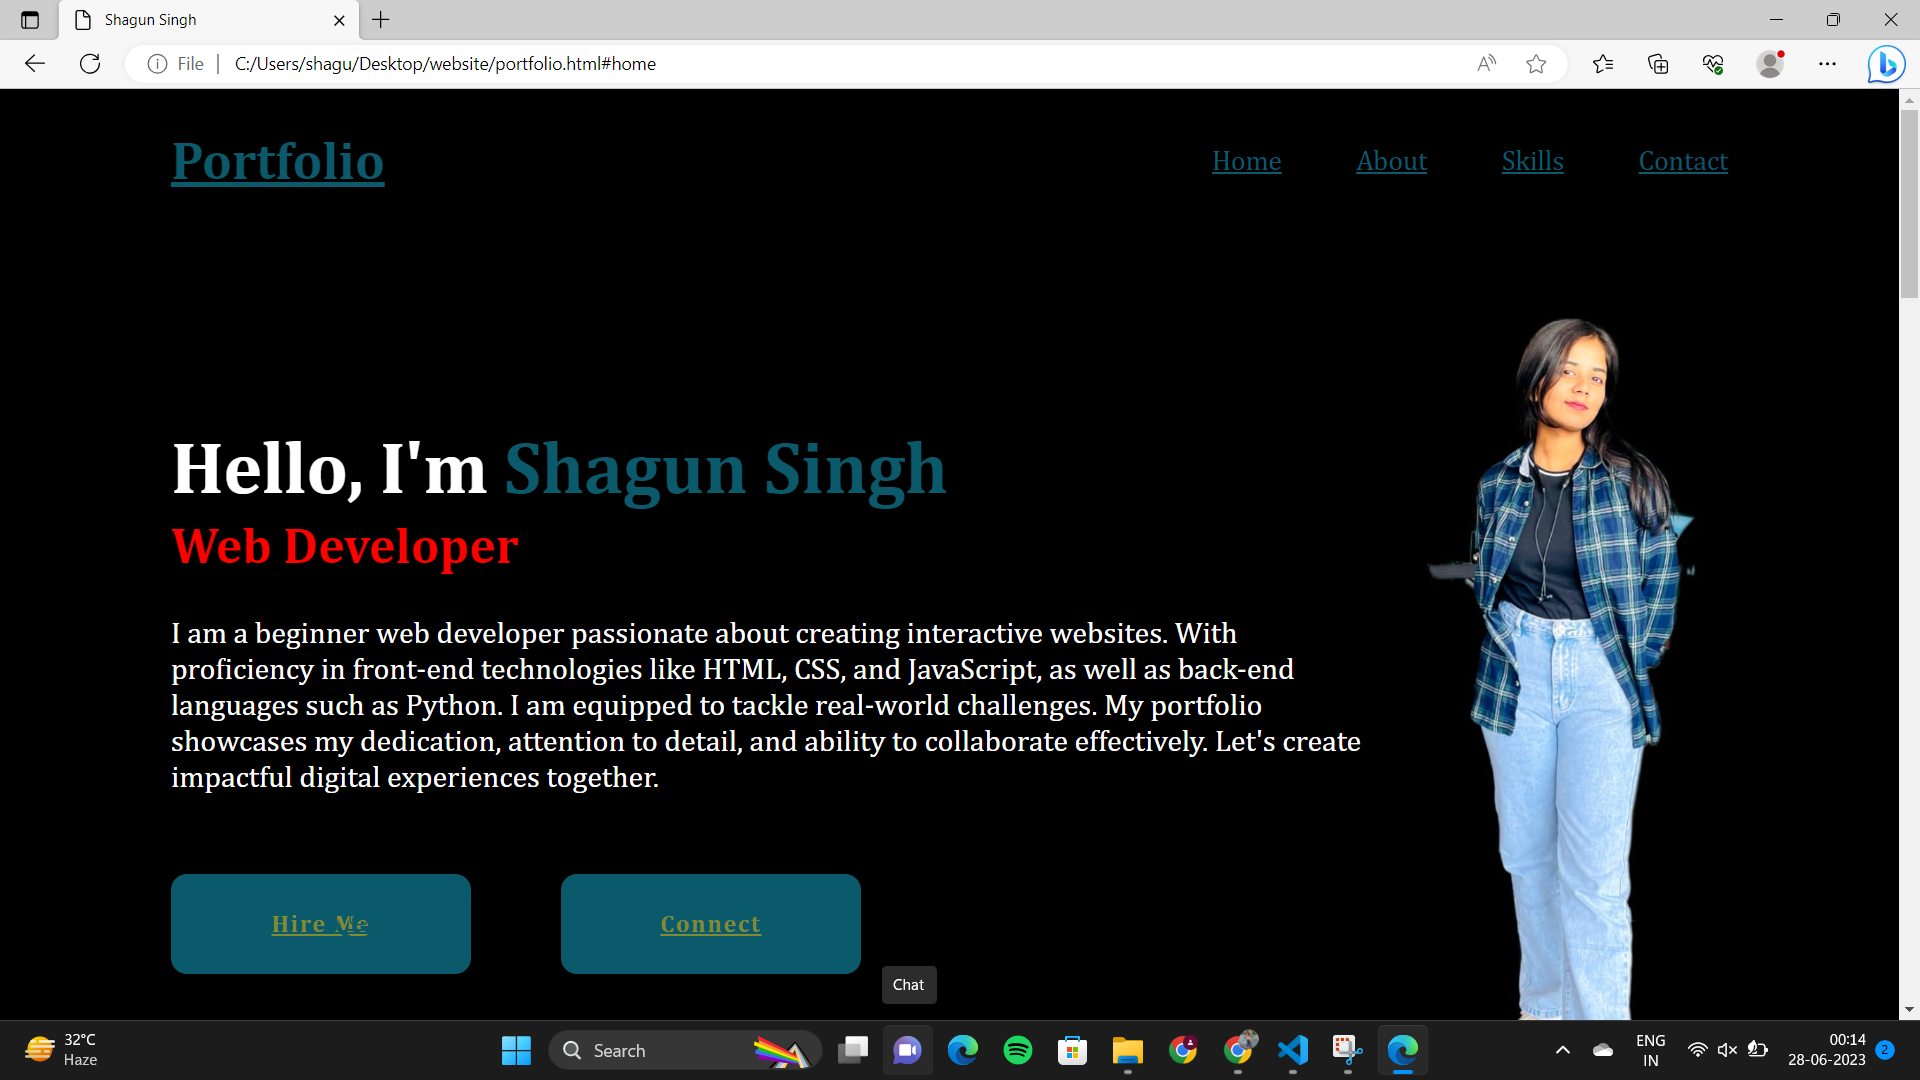 Shagun Singh
File
C:/Users/shagu/Desktop/website/portfolio.html#home
Portfolio
Home
About
Skills
Contact
Hello, I'm Shagun Singh
Web Developer
I am a beginner web developer passionate about creating interactive websites. With
proficiency in front-end technologies like HTML, CSS, and JavaScript, as well as back-end
languages such as Python. I am equipped to tackle real-world challenges. My portfolio
showcases my dedication, attention to detail, and ability to collaborate effectively. Let's create
impactful digital experiences together.
Hire Me
Connect
Chat
32°C
Haze
Search
ENG
IN
00:14
28-06-2023
2